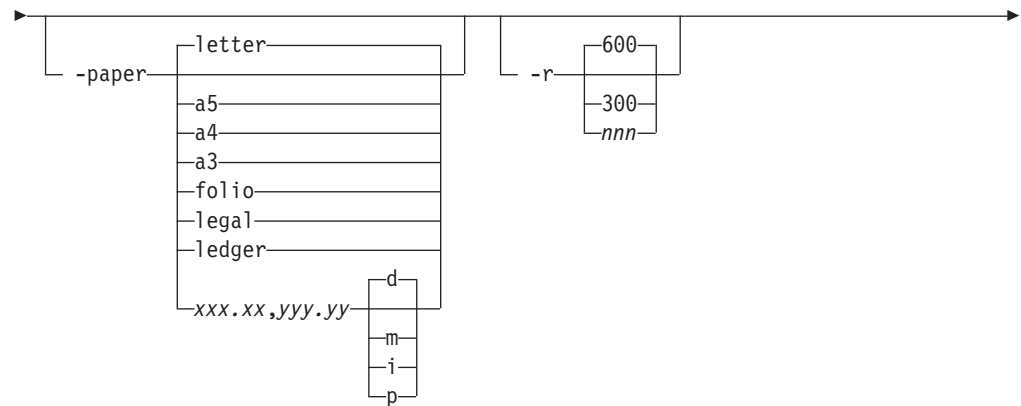 letter 600
-paper -r
a5 300
a4 nnn
a3
folio
legal
ledger
d
xxx.xx,yyy.yy
m
i
p